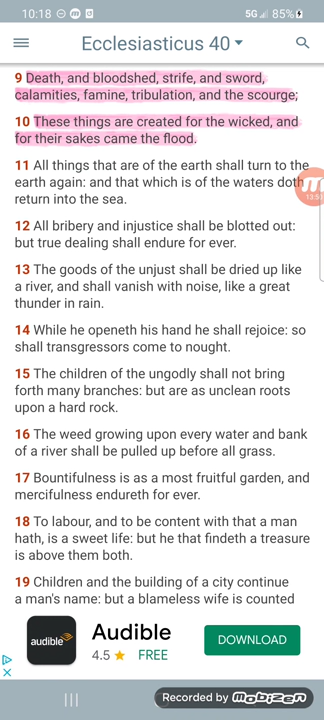 10:18
5G 85%
Ecclesiasticus 40
9 Death, and bloodshed, strife, and sword,
calamities, famine, tribulation, and the scourge;
10 These things are created for the wicked, and
for their sakes came the flood.
11 All things that are of the earth shall turn to the
earth again: and that which is of the waters doth
return into the sea.
13:50
12 All bribery and injustice shall be blotted out:
but true dealing shall endure for ever.
13 The goods of the unjust shall be dried up like
a river, and shall vanish with noise, like a great
thunder in rain.
14 While he openeth his hand he shall rejoice: so
shall transgressors come to nought.
15 The children of the ungodly shall not bring
forth many branches: but are as unclean roots
upon a hard rock.
16 The weed growing upon every water and bank
of a river shall be pulled up before all grass.
17 Bountifulness is as a most fruitful garden, and
mercifulness endureth for ever.
18 To labour, and to be content with that a man
hath, is a sweet life: but he that findeth a treasure
is above them both.
19 Children and the building of a city continue
a man's name: but a blameless wife is counted
audible
Audible
4.5 ★ FREE
DOWNLOAD
Recorded by mobizen